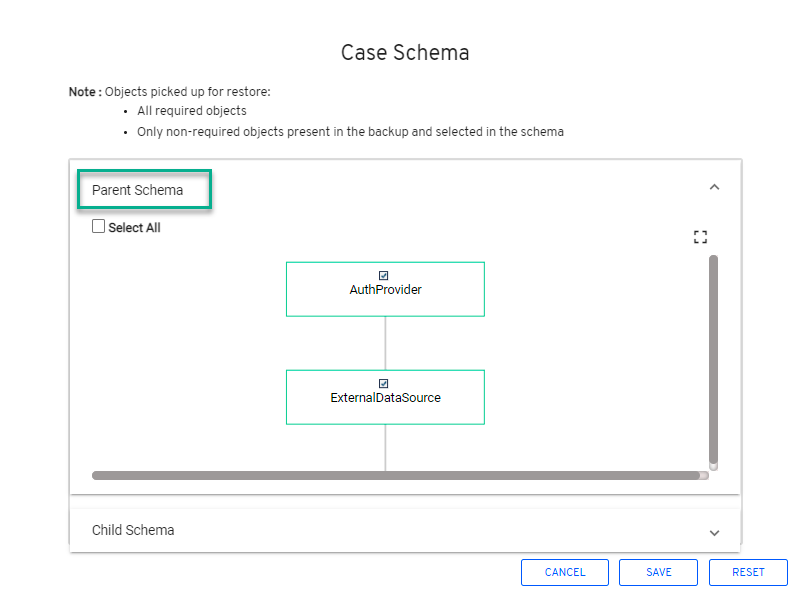 Case Schema
Note : Objects picked up for restore:
• All required objects
• Only non-required objects present in the backup and selected in the schema
Parent Schema
Select All
AuthProvider
ExternalDataSource
Child Schema
CANCEL SAVE RESET